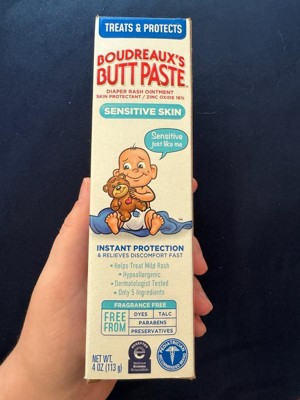 TREATS & PROTECTS
BOUDREAUX'S
BUTT PASTE
DIAPER RASH OINTMENT
SKIN PROTECTANT / ZINC OXIDE 16%
SENSITIVE SKIN
Sensitive
just like me
INSTANT PROTECTION
& RELIEVES DISCOMFORT FAST
• Helps Treat Mild Rash
• Hypoallergenic
• Dermatologist Tested
• Only 5 Ingredients
FRAGRANCE FREE
FREE
FROM
DYES
TALC
PARABENS
PRESERVATIVES
NET WT.
4 OZ (113 g)